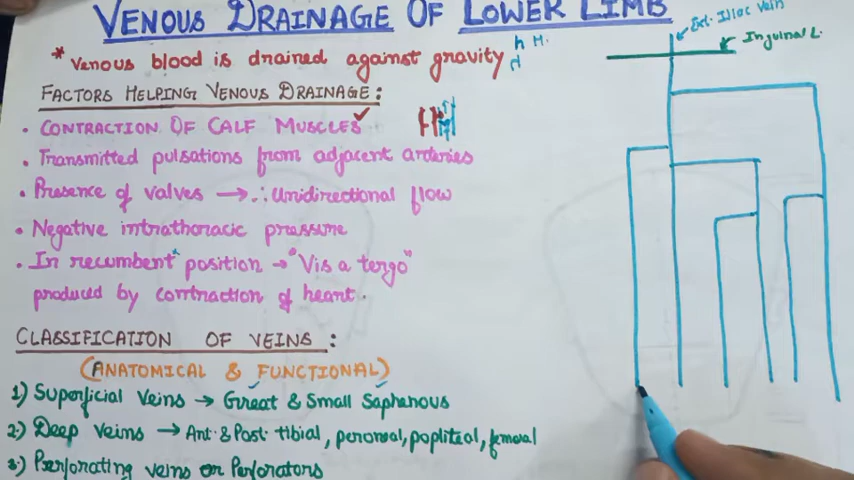 VENOUS DRAINAGE OF LOWER LIMB
Ext. Iliac Vein
Inguinal L.
* Venous blood is drained against gravity
FACTORS HELPING VENOUS DRAINAGE:
• CONTRACTION OF CALF MUSCLES
• Transmitted pulsations from adjacent arteries
• Presence of valves → ∴ Unidirectional flow
• Negative intrathoracic pressure
• In recumbent* position → "Vis a tergo"
produced by contraction of heart.
CLASSIFICATION OF VEINS :
(ANATOMICAL & FUNCTIONAL)
1) Superficial Veins → Great & Small Saphenous
2) Deep Veins → Ant. & Post. tibial, peroneal, popliteal, femoral
3) Perforating veins or Perforators